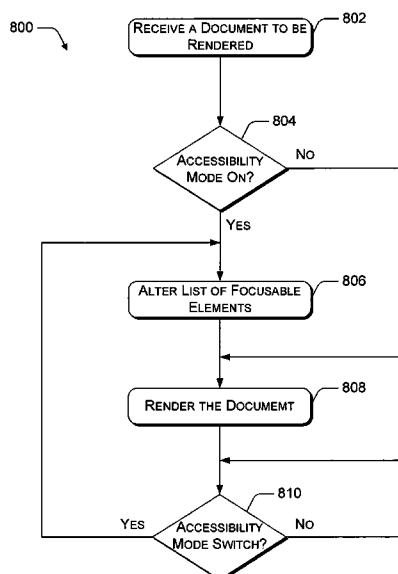 800
802
RECEIVE A DOCUMENT TO BE
RENDERED
804
ACCESSIBILITY
MODE ON?
NO
YES
806
ALTER LIST OF FOCUSABLE
ELEMENTS
808
RENDER THE DOCUMEMT
810
YES
ACCESSIBILITY
MODE SWITCH?
NO